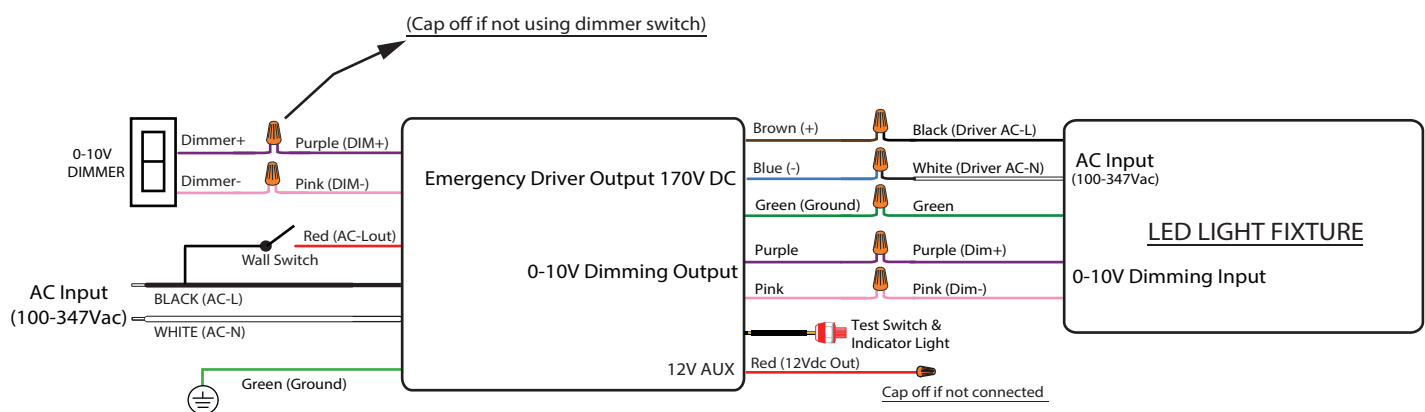 (Cap off if not using dimmer switch)
0-10V
DIMMER
Dimmer+
Purple (DIM+)
Dimmer-
Pink (DIM-)
Red (AC-Lout)
Wall Switch
AC Input
(100-347Vac)
BLACK (AC-L)
WHITE (AC-N)
Green (Ground)
Emergency Driver Output 170V DC
0-10V Dimming Output
12V AUX
Brown (+)
Black (Driver AC-L)
Blue (-)
White (Driver AC-N)
Green (Ground)
Green
Purple
Purple (Dim+)
Pink
Pink (Dim-)
Test Switch &
Indicator Light
Red (12Vdc Out)
Cap off if not connected
AC Input
(100-347Vac)
LED LIGHT FIXTURE
0-10V Dimming Input